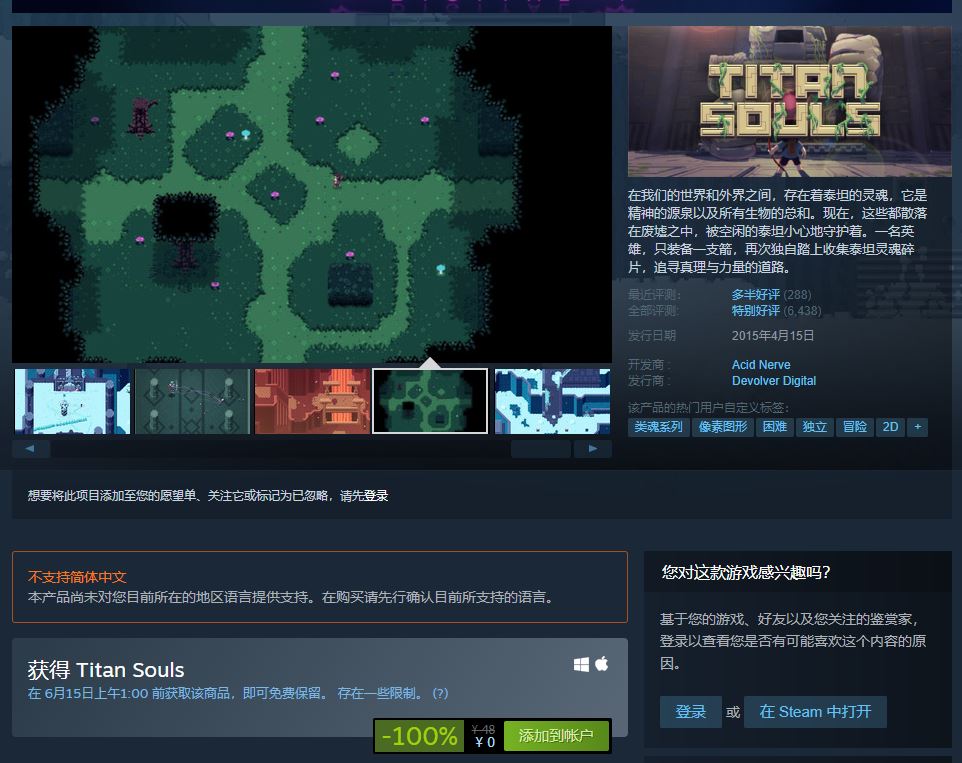 TITAN
SOULS
在我们的世界和外界之间，存在着泰坦的灵魂，它是
精神的源泉以及所有生物的总和。现在，这些都散落
在废墟之中，被空闲的泰坦小心地守护着。一名英
雄，只装备一支箭，再次独自踏上收集泰坦灵魂碎
片，追寻真理与力量的道路。
最近评测： 多半好评 (288)
全部评测： 特别好评 (6,438)
发行日期 2015年4月15日
开发商： Acid Nerve
发行商： Devolver Digital
该产品的热门用户自定义标签：
类魂系列 像素图形 困难 独立 冒险 2D +
想要将此项目添加至您的愿望单、关注它或标记为已忽略，请先登录
不支持简体中文
本产品尚未对您目前所在的地区语言提供支持。在购买请先行确认目前所支持的语言。
获得 Titan Souls
在 6月15日上午1:00 前获取该商品，即可免费保留。 存在一些限制。 (?)
-100% ¥ 48 ¥ 0 添加到帐户
您对这款游戏感兴趣吗？
基于您的游戏、好友以及您关注的鉴赏家，
登录以查看您是否有可能喜欢这个内容的原
因。
登录 或 在 Steam 中打开